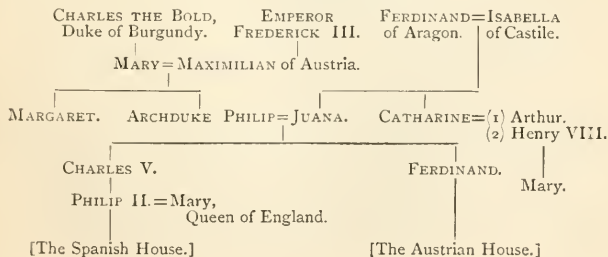 CHARLES THE BOLD, EMPEROR FERDINAND=ISABELLA
Duke of Burgundy. FREDERICK III. of Aragon. of Castile.
MARY=MAXIMILIAN of Austria.
MARGARET. ARCHDUKE PHILIP=JUANA. CATHARINE=(1) Arthur.
(2) Henry VIII.
CHARLES V. FERDINAND.
Mary.
PHILIP II.=Mary,
Queen of England.
[The Spanish House.] [The Austrian House.]